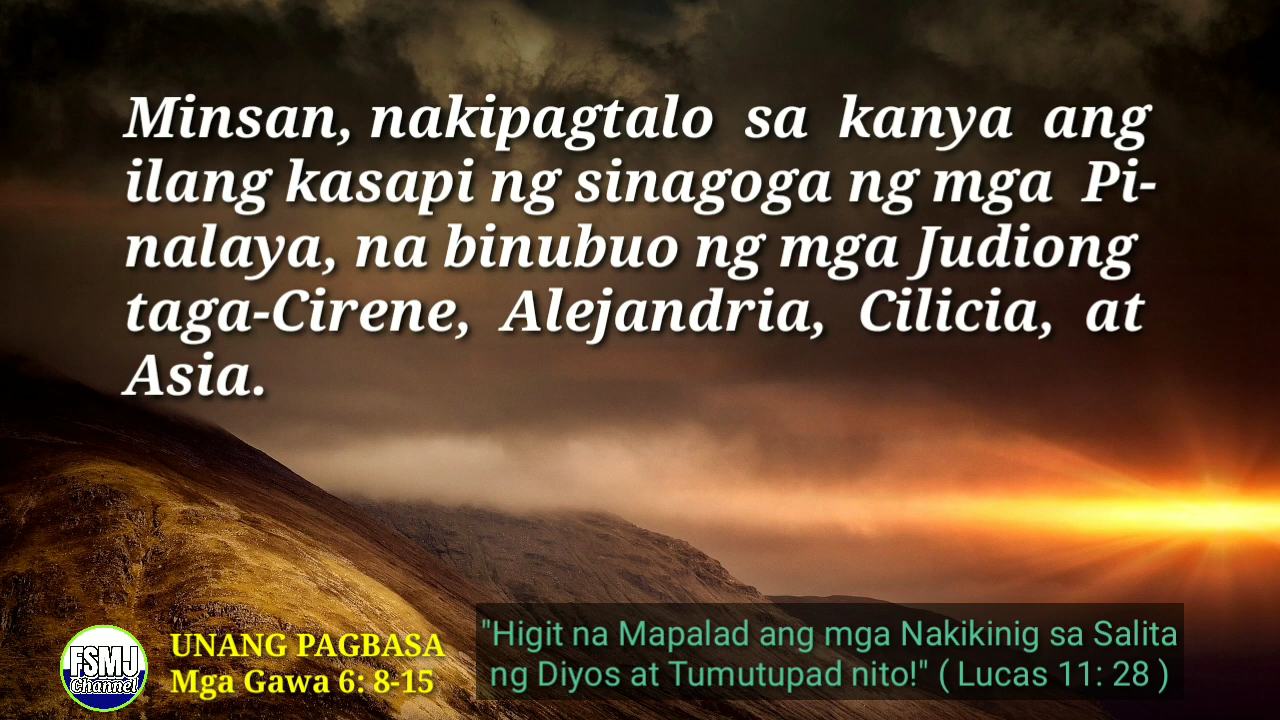 Minsan, nakipagtalo sa kanya ang
ilang kasapi ng sinagoga ng mga Pi-
nalaya, na binubuo ng mga Judiong
taga-Cirene, Alejandria, Cilicia, at
Asia.
FSMJ
Channel
UNANG PAGBASA
Mga Gawa 6: 8-15
"Higit na Mapalad ang mga Nakikinig sa Salita
ng Diyos at Tumutupad nito!" ( Lucas 11: 28 )